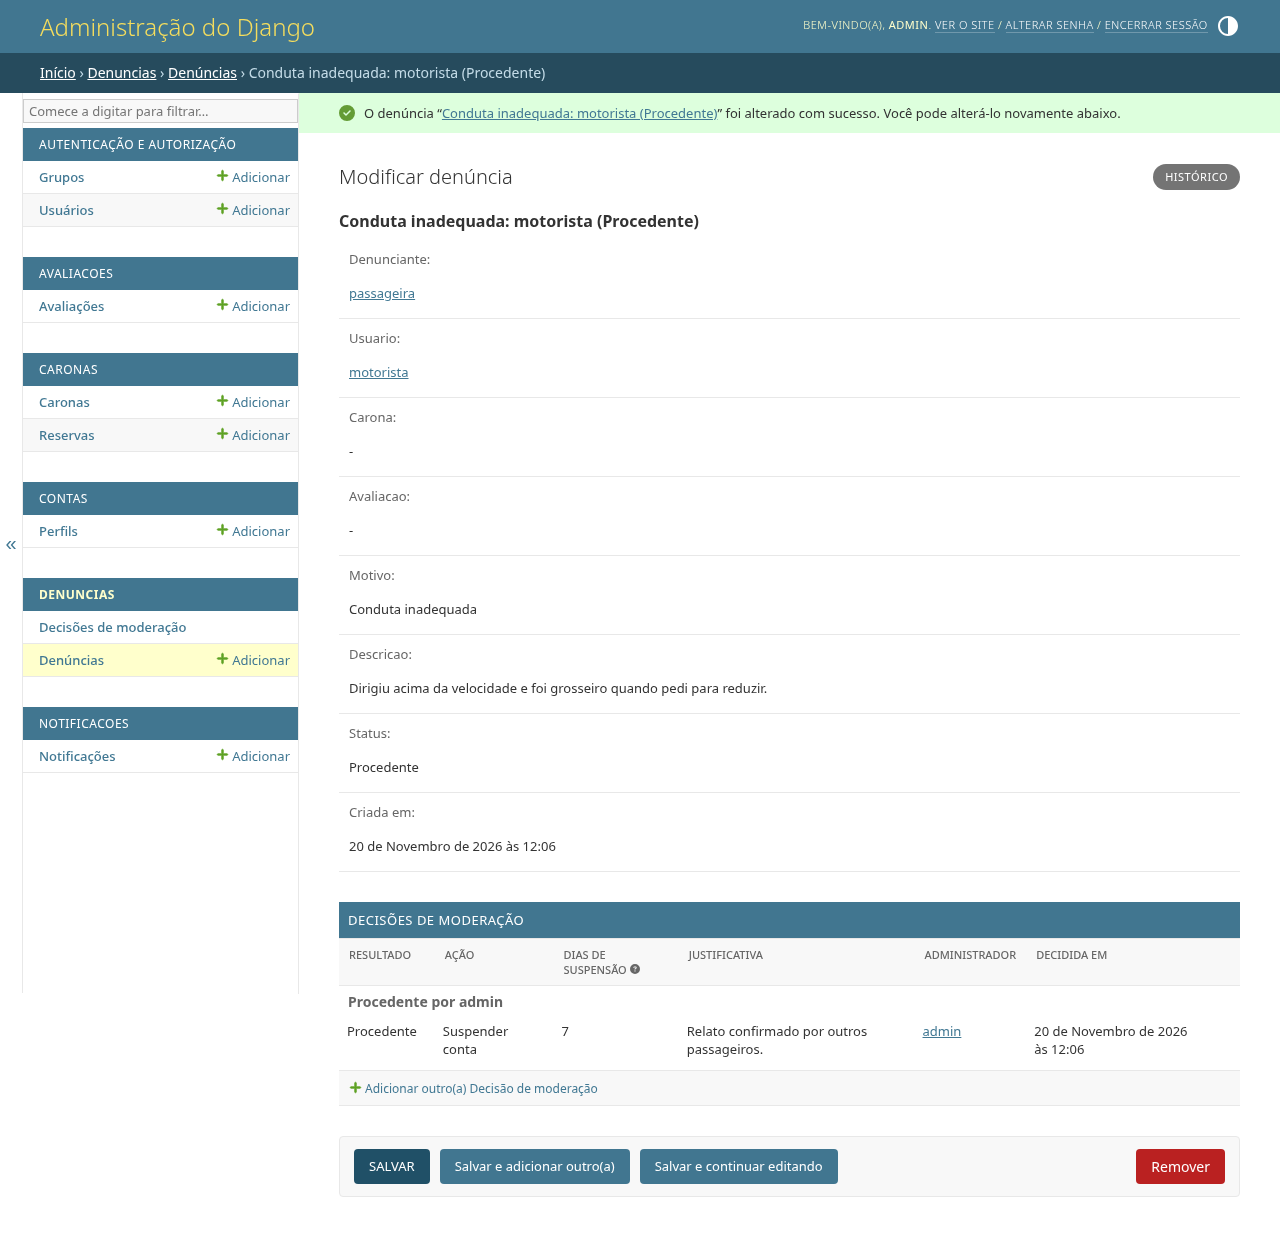 Administração do Django
BEM-VINDO(A), ADMIN. VER O SITE / ALTERAR SENHA / ENCERRAR SESSÃO
Início › Denuncias › Denúncias › Conduta inadequada: motorista (Procedente)
Comece a digitar para filtrar...
AUTENTICAÇÃO E AUTORIZAÇÃO
Grupos Adicionar
Usuários Adicionar
AVALIACOES
Avaliações Adicionar
CARONAS
Caronas Adicionar
Reservas Adicionar
CONTAS
Perfils Adicionar
«
DENUNCIAS
Decisões de moderação
Denúncias Adicionar
NOTIFICACOES
Notificações Adicionar
O denúncia “Conduta inadequada: motorista (Procedente)” foi alterado com sucesso. Você pode alterá-lo novamente abaixo.
Modificar denúncia
HISTÓRICO
Conduta inadequada: motorista (Procedente)
Denunciante:
passageira
Usuario:
motorista
Carona:
-
Avaliacao:
-
Motivo:
Conduta inadequada
Descricao:
Dirigiu acima da velocidade e foi grosseiro quando pedi para reduzir.
Status:
Procedente
Criada em:
20 de Novembro de 2026 às 12:06
DECISÕES DE MODERAÇÃO
RESULTADO AÇÃO DIAS DE JUSTIFICATIVA ADMINISTRADOR DECIDIDA EM
SUSPENSÃO ?
Procedente por admin
Procedente Suspender 7 Relato confirmado por outros admin 20 de Novembro de 2026
conta passageiros. às 12:06
Adicionar outro(a) Decisão de moderação
SALVAR Salvar e adicionar outro(a) Salvar e continuar editando Remover